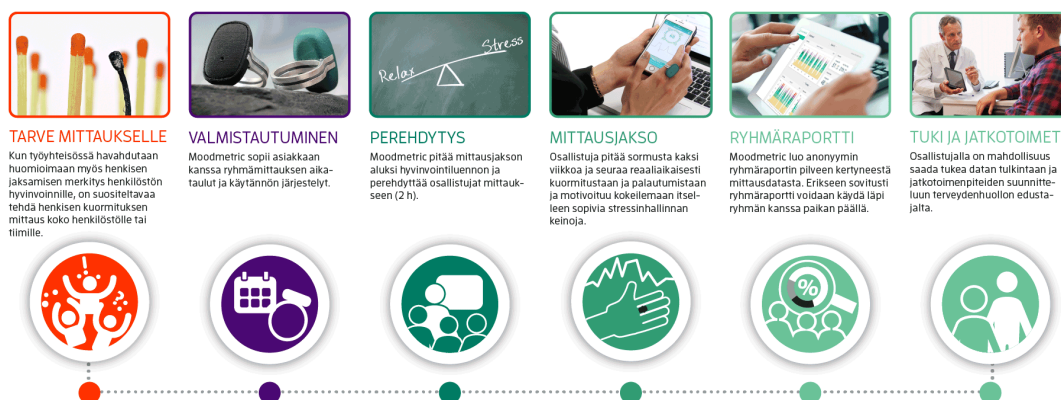 Relax
Stress
TARVE MITTAUKSELLE
Kun työyhteisössä havahdutaan
huomioimaan myös henkisen
jaksamisen merkitys henkilöstön
hyvinvoinnille, on suositeltavaa
tehdä henkisen kuormituksen
mittaus koko henkilöstölle tai
tiimille.
VALMISTAUTUMINEN
Moodmetric sopii asiakkaan
kanssa ryhmämittauksen aika-
taulut ja käytännön järjestelyt.
PEREHDYTYS
Moodmetric pitää mittausjakson
aluksi hyvinvointiluennon ja
perehdyttää osallistujat mittauk-
seen (2 h).
MITTAUSJAKSO
Osallistuja pitää sormusta kaksi
viikkoa ja seuraa reaaliaikaisesti
kuormitustaan ja palautumistaan
ja motivoituu kokeilemaan itsel-
leen sopivia stressinhallinnan
keinoja.
RYHMÄRAPORTTI
Moodmetric luo anonyymin
ryhmäraportin pilveen kertyneestä
mittausdatasta. Erikseen sovitusti
ryhmäraportti voidaan käydä läpi
ryhmän kanssa paikan päällä.
TUKI JA JATKOTOIMET
Osallistujalla on mahdollisuus
saada tukea datan tulkintaan ja
jatkotoimenpiteiden suunnitte-
luun terveydenhuollon edusta-
jalta.
!
?
?
%